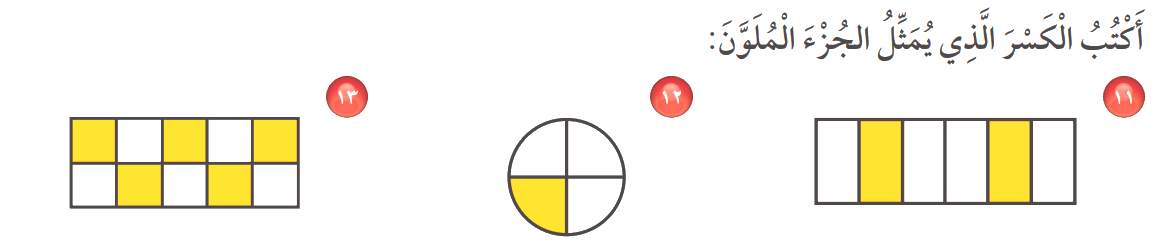 أَكْتُبُ الْكَسْرَ الَّذِي يُمَثِّلُ الجُزْءَ الْمُلَوَّنَ:
١١
١٢
١٣